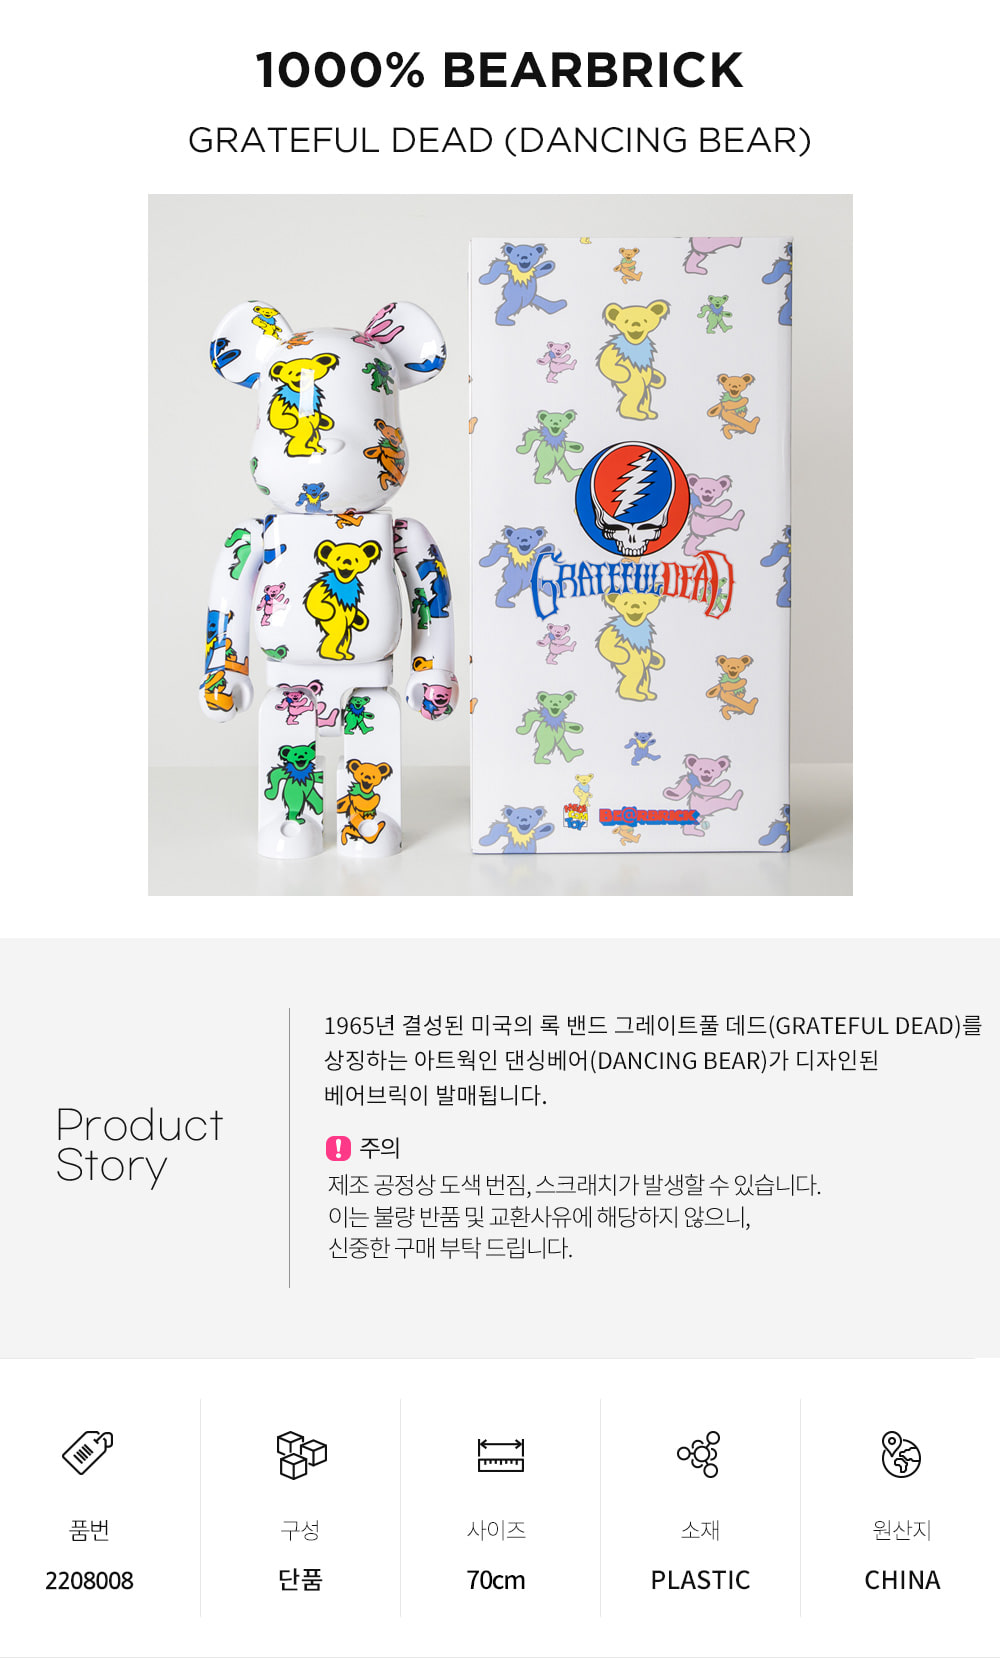 1000% BEARBRICK
GRATEFUL DEAD (DANCING BEAR)
GRATEFUL DEAD
MEDICOM TOY
BE@RBRICK
Product
Story
1965년 결성된 미국의 록 밴드 그레이트풀 데드(GRATEFUL DEAD)를
상징하는 아트웍인 댄싱베어(DANCING BEAR)가 디자인된
베어브릭이 발매됩니다.
! 주의
제조 공정상 도색 번짐, 스크래치가 발생할 수 있습니다.
이는 불량 반품 및 교환사유에 해당하지 않으니,
신중한 구매 부탁 드립니다.
품번
2208008
구성
단품
사이즈
70cm
소재
PLASTIC
원산지
CHINA